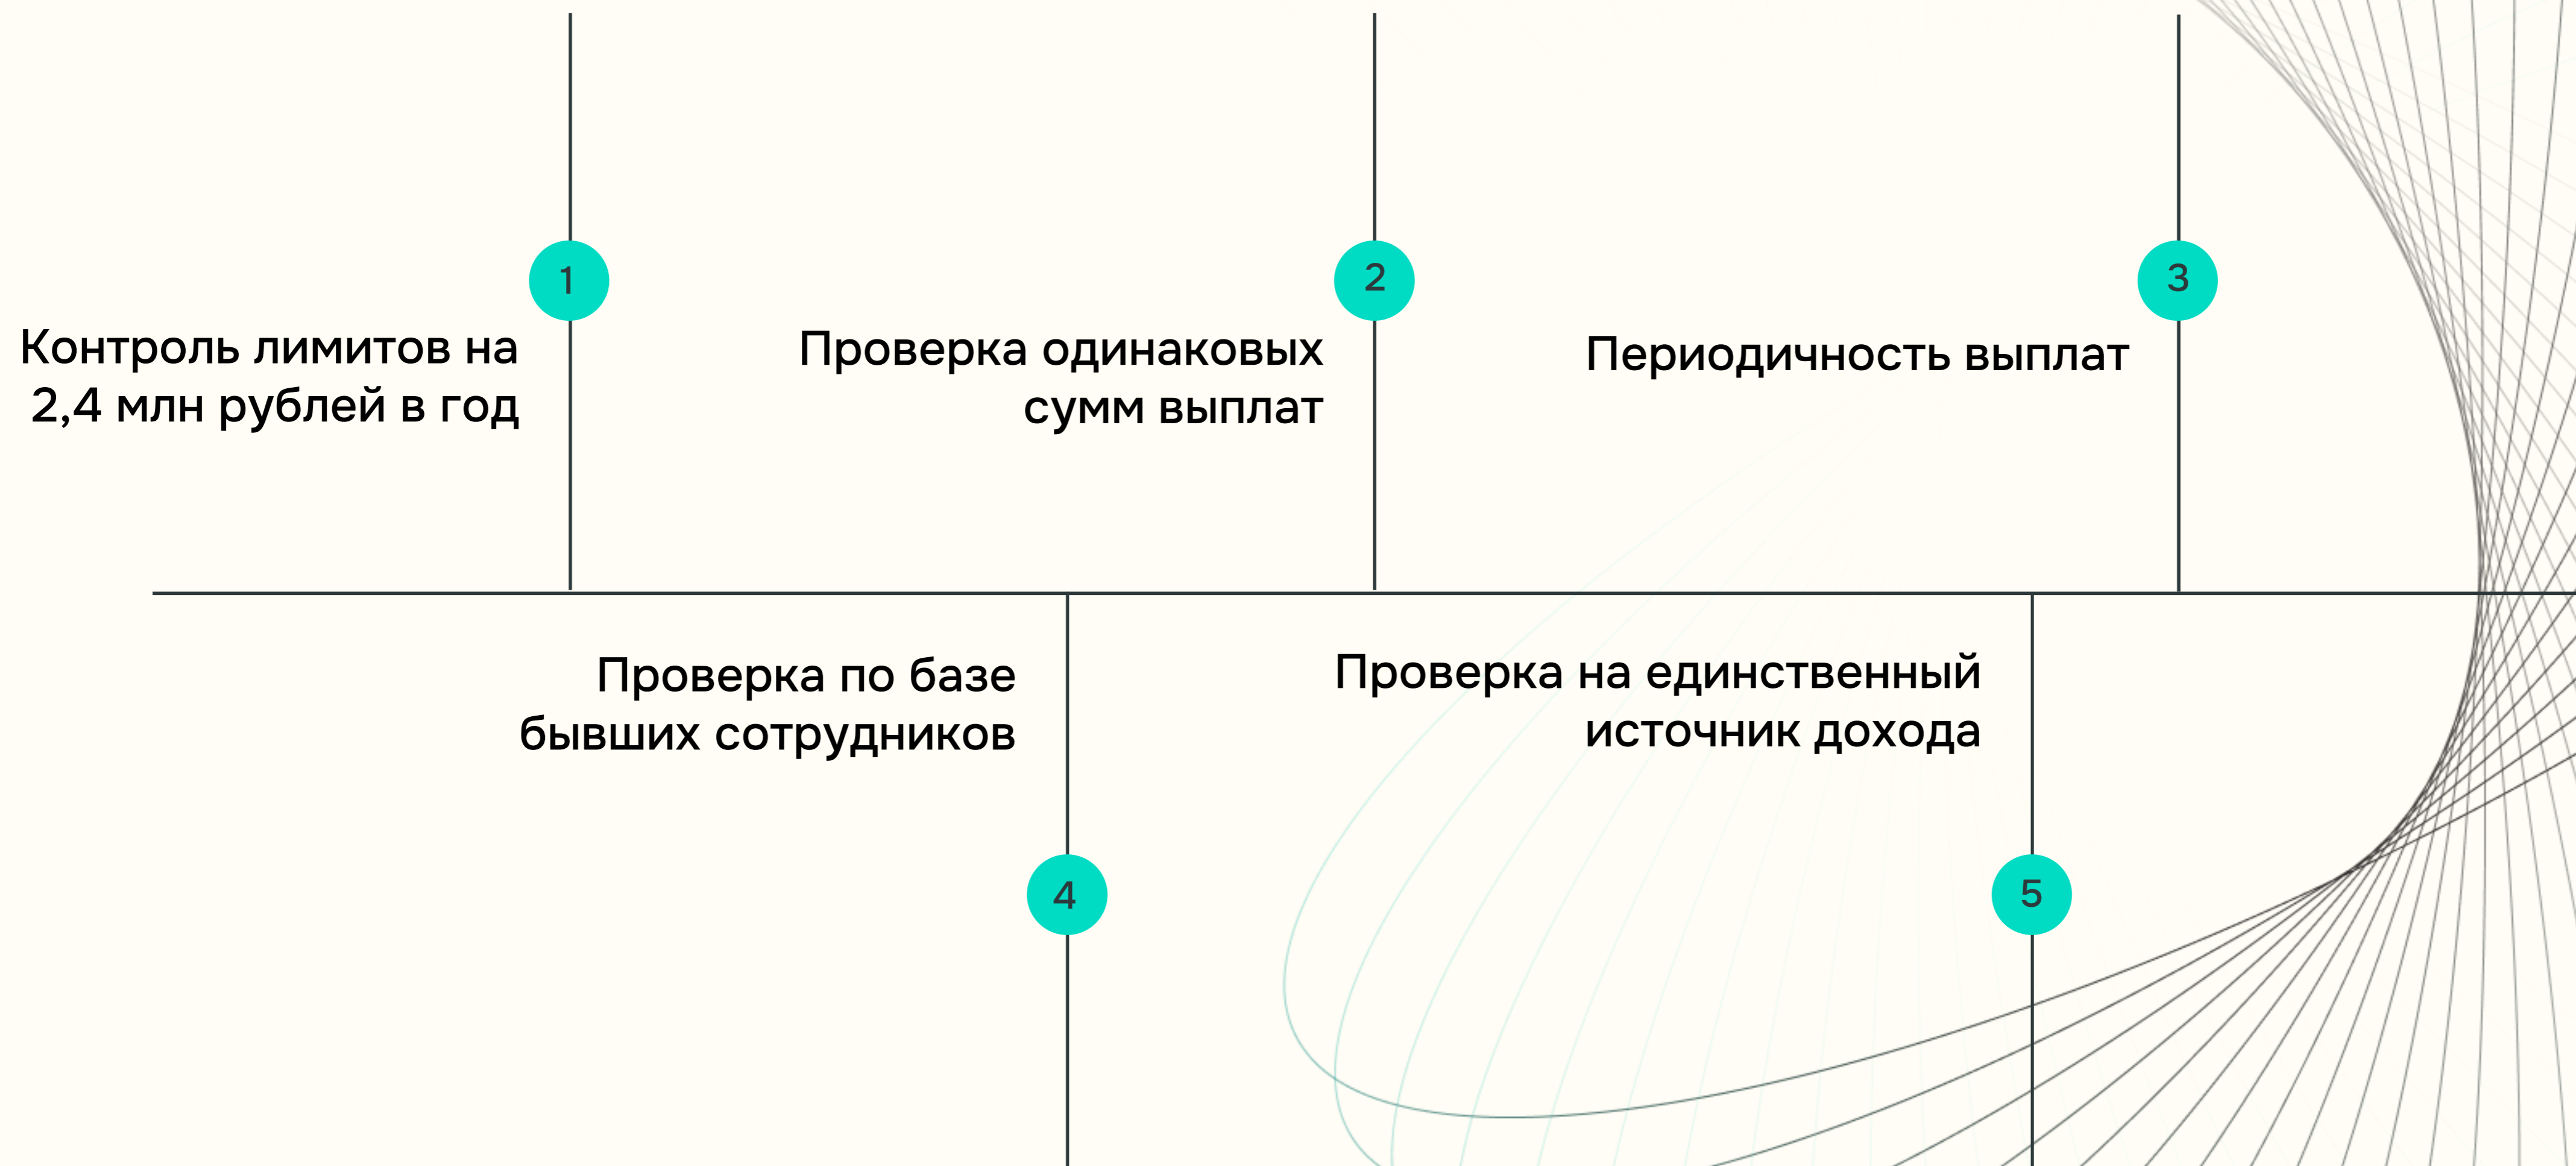 1
Контроль лимитов на
2,4 млн рублей в год
2
Проверка одинаковых
сумм выплат
3
Периодичность выплат
Проверка по базе
бывших сотрудников
4
Проверка на единственный
источник дохода
5